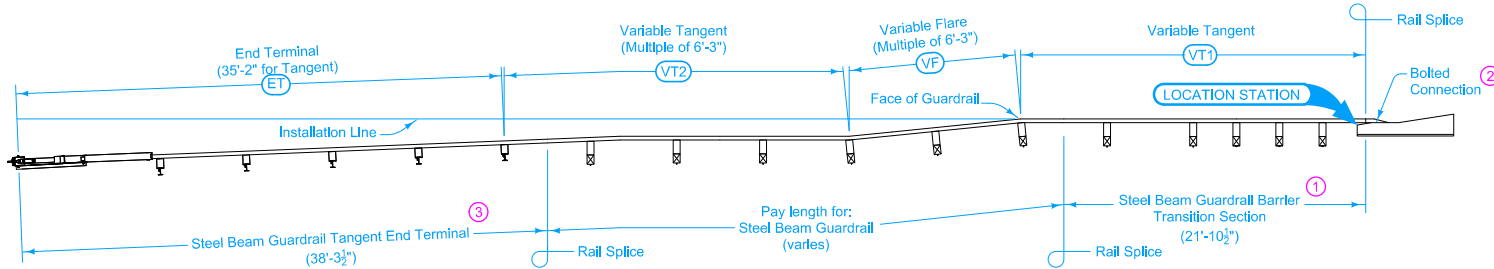 End Terminal
(35'-2" for Tangent)
ET
Variable Tangent
(Multiple of 6'-3")
VT2
Variable Flare
(Multiple of 6'-3")
VF
Variable Tangent
VT1
Rail Splice
Bolted
Connection
2
LOCATION STATION
Face of Guardrail
Installation Line
3
Steel Beam Guardrail Tangent End Terminal
(38'-3½")
Rail Splice
Pay length for:
Steel Beam Guardrail
(varies)
1
Steel Beam Guardrail Barrier
Transition Section
(21'-10½")
Rail Splice